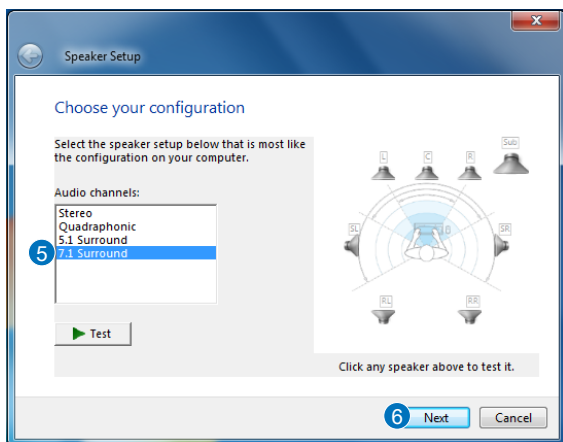 Speaker Setup
Choose your configuration
Select the speaker setup below that is most like
the configuration on your computer.
Audio channels:
Stereo
Quadraphonic
5.1 Surround
5 7.1 Surround
Test
L C R Sub
SL SR
RL RR
Click any speaker above to test it.
6 Next Cancel